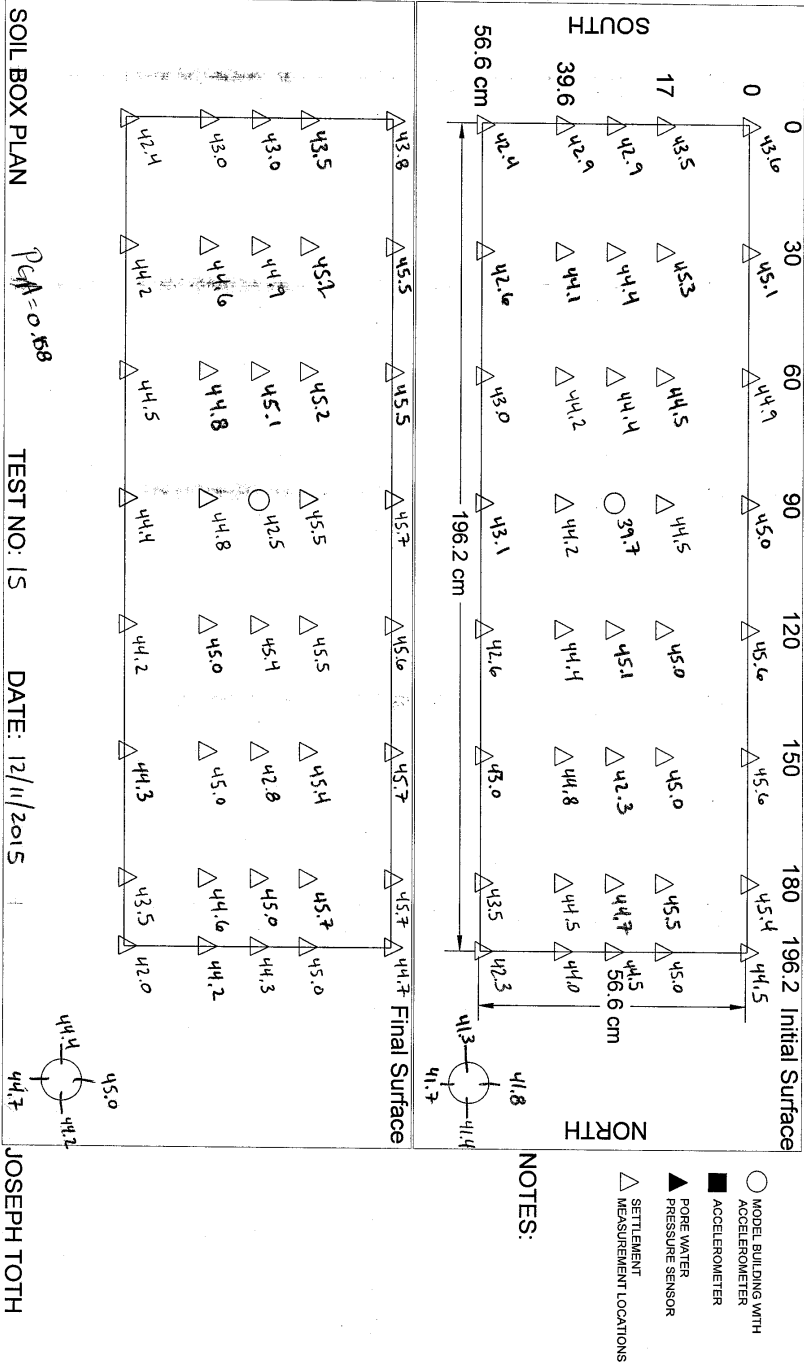 0 30 60 90 120 150 180 196.2 Initial Surface
SOUTH
NORTH
0 43.6 45.1 44.9 45.0 45.6 45.6 45.4 44.5
17 43.5 45.3 44.5 44.5 45.0 45.0 45.5 45.0
42.9 44.4 44.4 39.7 45.1 42.3 44.7 44.5
39.6 42.9 44.1 44.2 44.2 44.4 44.8 44.5 44.0
56.6 cm 42.4 42.6 43.0 43.1 42.6 43.0 43.5 42.3
196.2 cm
56.6 cm
41.8
41.3 41.4
41.7
Final Surface
43.8 45.5 45.5 45.7 45.6 45.7 45.7 44.7
43.5 45.2 45.2 45.5 45.5 45.4 45.7 45.0
43.0 44.9 45.1 42.5 45.4 42.8 45.0 44.3
43.0 44.6 44.8 44.8 45.0 45.0 44.6 44.2
42.4 44.2 44.5 44.4 44.2 44.3 43.5 42.0
45.0
44.4 44.2
44.7
MODEL BUILDING WITH
ACCELEROMETER
ACCELEROMETER
PORE WATER
PRESSURE SENSOR
SETTLEMENT
MEASUREMENT LOCATIONS
NOTES:
PGA=
SOIL BOX PLAN TEST NO: 15 DATE: 12/11/2015 JOSEPH TOTH